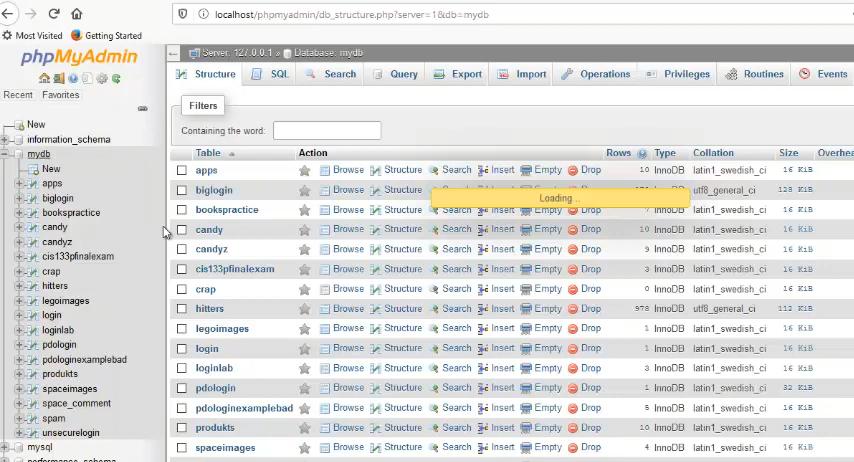 localhost/phpmyadmin/db_structure.php?server=1&db=mydb
Most Visited Getting Started
phpMyAdmin
Recent Favorites
New
information_schema
mydb
New
apps
biglogin
bookspractice
candy
candyz
cis133pfinalexam
crap
hitters
legoimages
login
loginlab
pdologin
pdologinexamplebad
produkts
spaceimages
space_comment
spam
unsecurelogin
mysql
performance_schema
Server: 127.0.0.1 » Database: mydb
Structure SQL Search Query Export Import Operations Privileges Routines Events
Filters
Containing the word:
Table Action Rows Type Collation Size Overhea
apps Browse Structure Search Insert Empty Drop 10 InnoDB latin1_swedish_ci 16 KiB
biglogin Browse Structure utf8_general_ci 128 KiB
Loading...
bookspractice Browse Structure Search Insert Empty Drop 7 InnoDB latin1_swedish_ci 16 KiB
candy Browse Structure Search Insert Empty Drop 10 InnoDB latin1_swedish_ci 16 KiB
candyz Browse Structure Search Insert Empty Drop 9 InnoDB latin1_swedish_ci 16 KiB
cis133pfinalexam Browse Structure Search Insert Empty Drop 3 InnoDB latin1_swedish_ci 16 KiB
crap Browse Structure Search Insert Empty Drop 0 InnoDB latin1_swedish_ci 16 KiB
hitters Browse Structure Search Insert Empty Drop 978 InnoDB utf8_general_ci 112 KiB
legoimages Browse Structure Search Insert Empty Drop 1 InnoDB latin1_swedish_ci 16 KiB
login Browse Structure Search Insert Empty Drop 1 InnoDB latin1_swedish_ci 16 KiB
loginlab Browse Structure Search Insert Empty Drop 3 InnoDB latin1_swedish_ci 16 KiB
pdologin Browse Structure Search Insert Empty Drop 1 InnoDB latin1_swedish_ci 32 KiB
pdologinexamplebad Browse Structure Search Insert Empty Drop 5 InnoDB latin1_swedish_ci 16 KiB
produkts Browse Structure Search Insert Empty Drop 10 InnoDB latin1_swedish_ci 16 KiB
spaceimages Browse Structure Search Insert Empty Drop 4 InnoDB latin1_swedish_ci 16 KiB